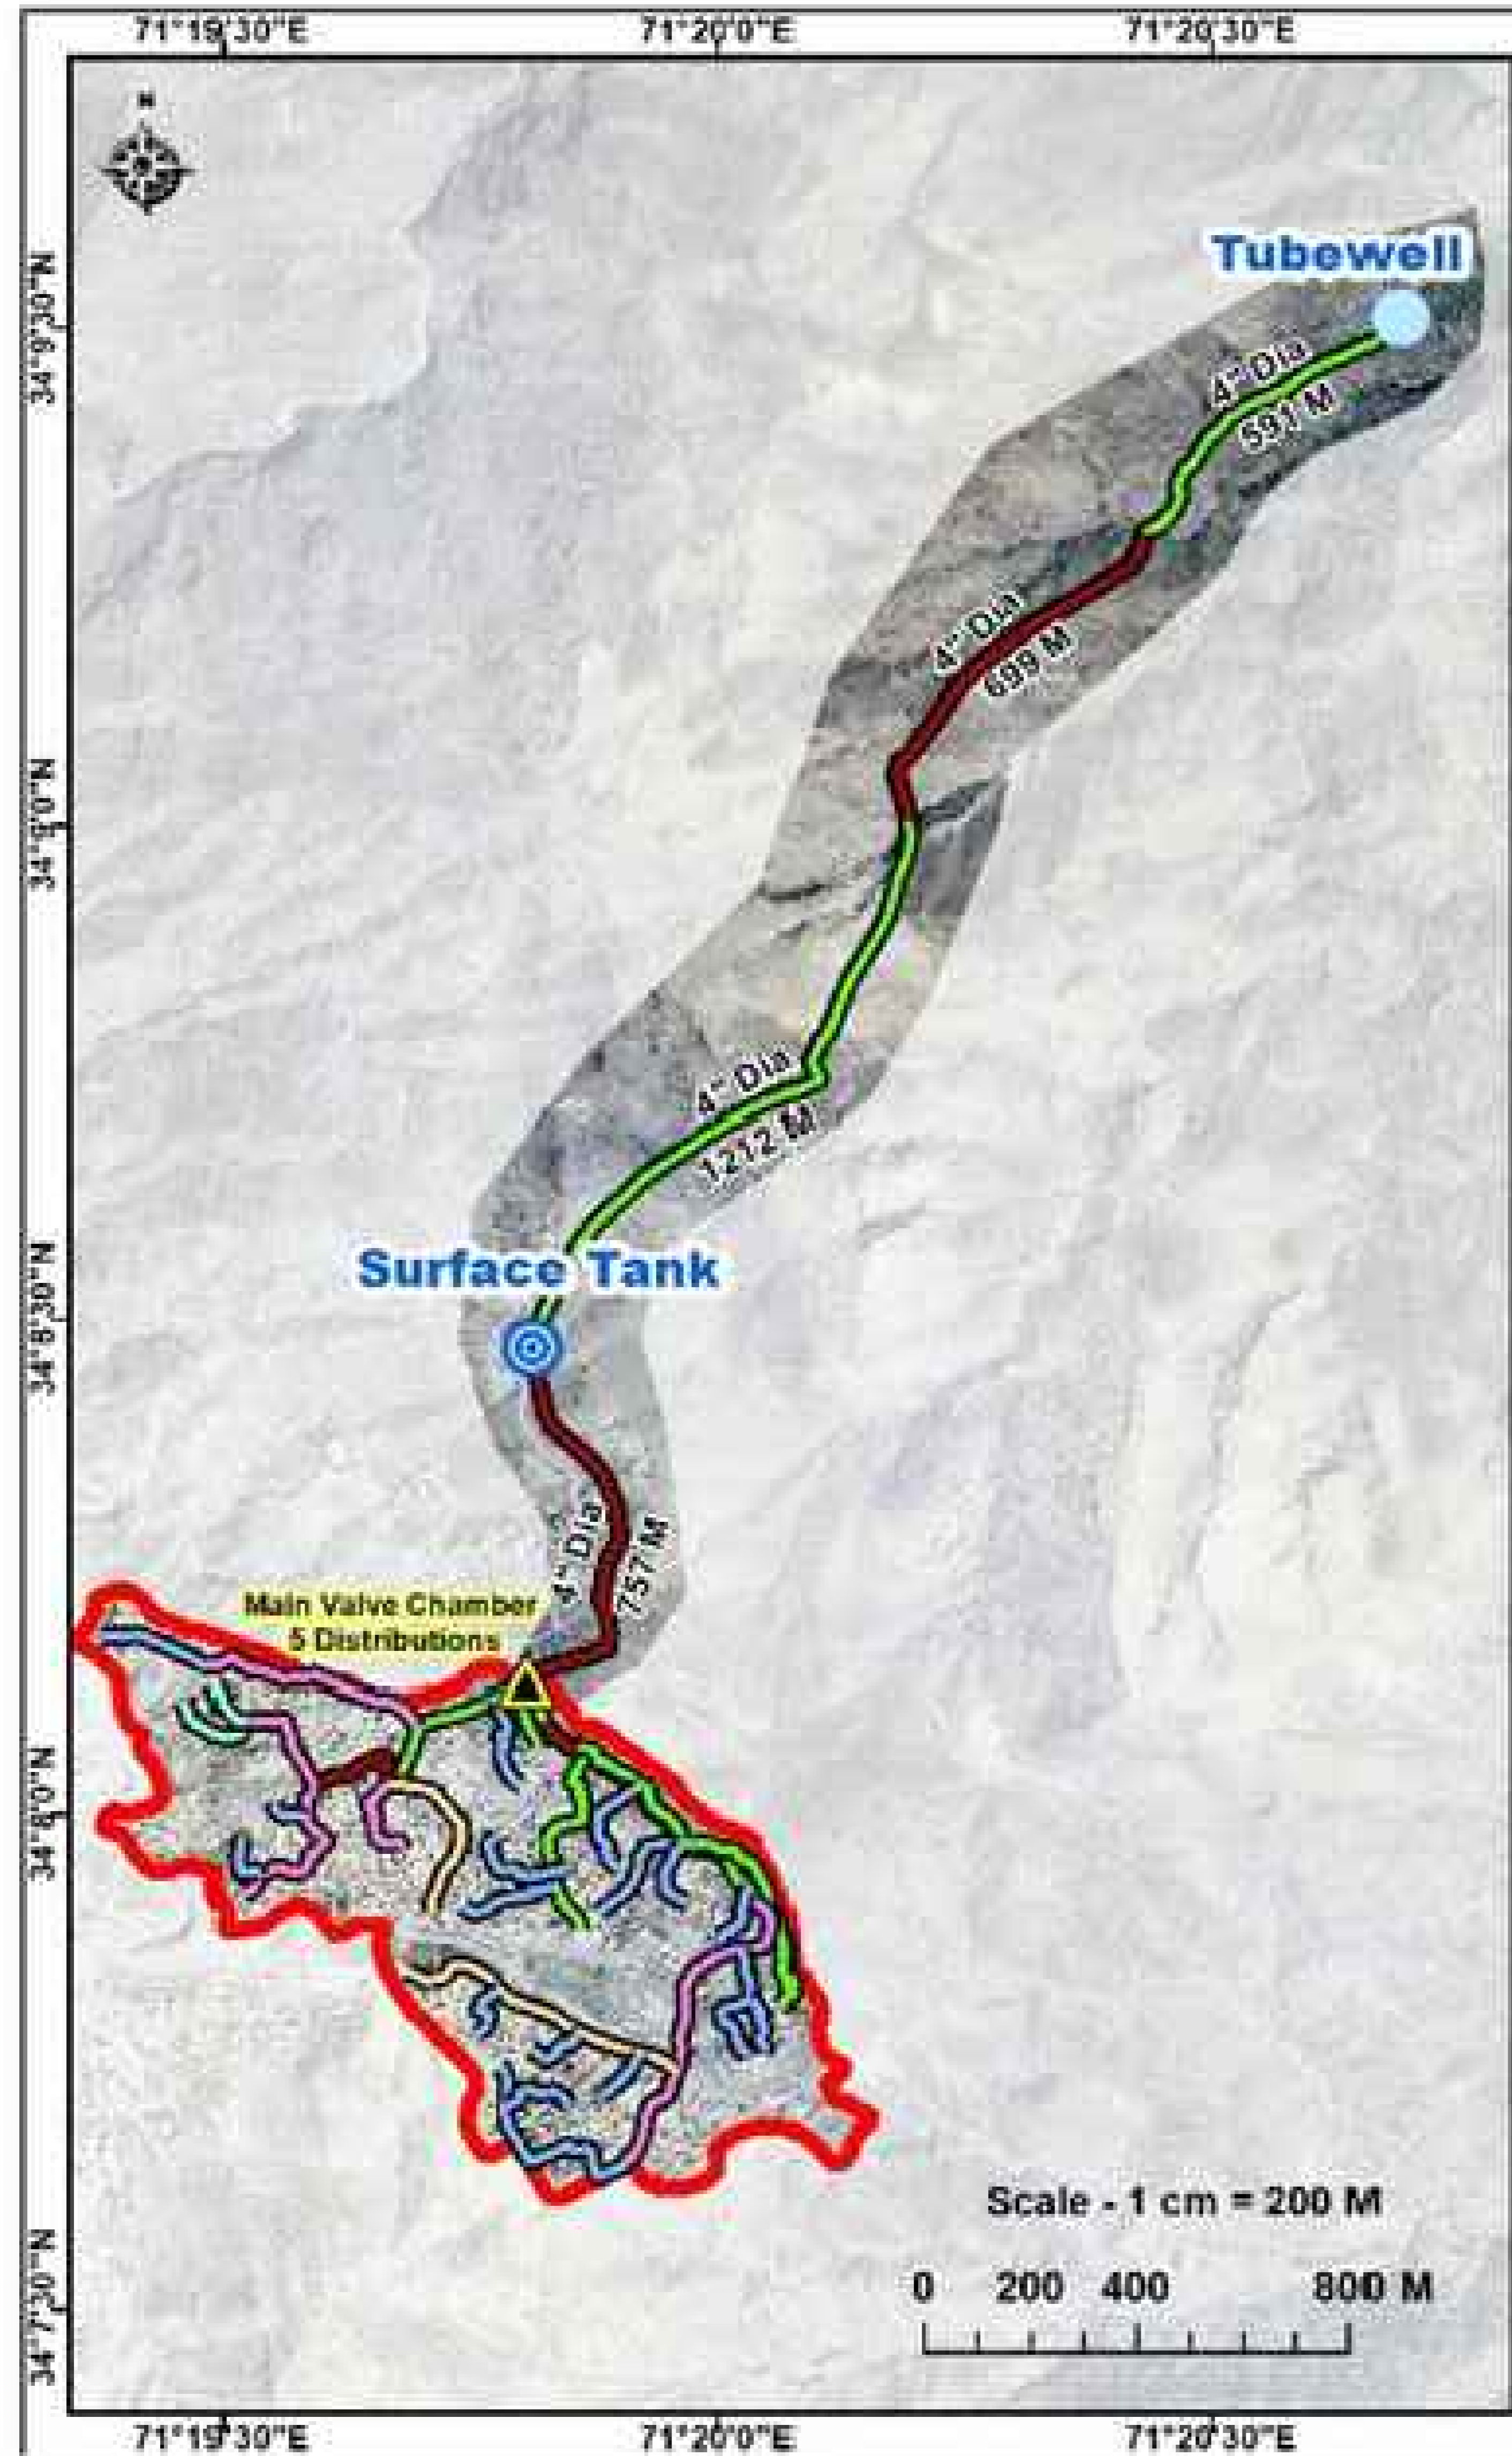 71°19'30"E 71°20'0"E 71°20'30"E
N
34°9'30"N
Tubewell
4" Dia
591 M
4" Dia
699 M
34°9'0"N
4" Dia
1212 M
34°8'30"N
Surface Tank
4" Dia
757 M
Main Valve Chamber
5 Distributions
34°8'0"N
Scale - 1 cm = 200 M
0 200 400 800 M
34°7'30"N
71°19'30"E 71°20'0"E 71°20'30"E